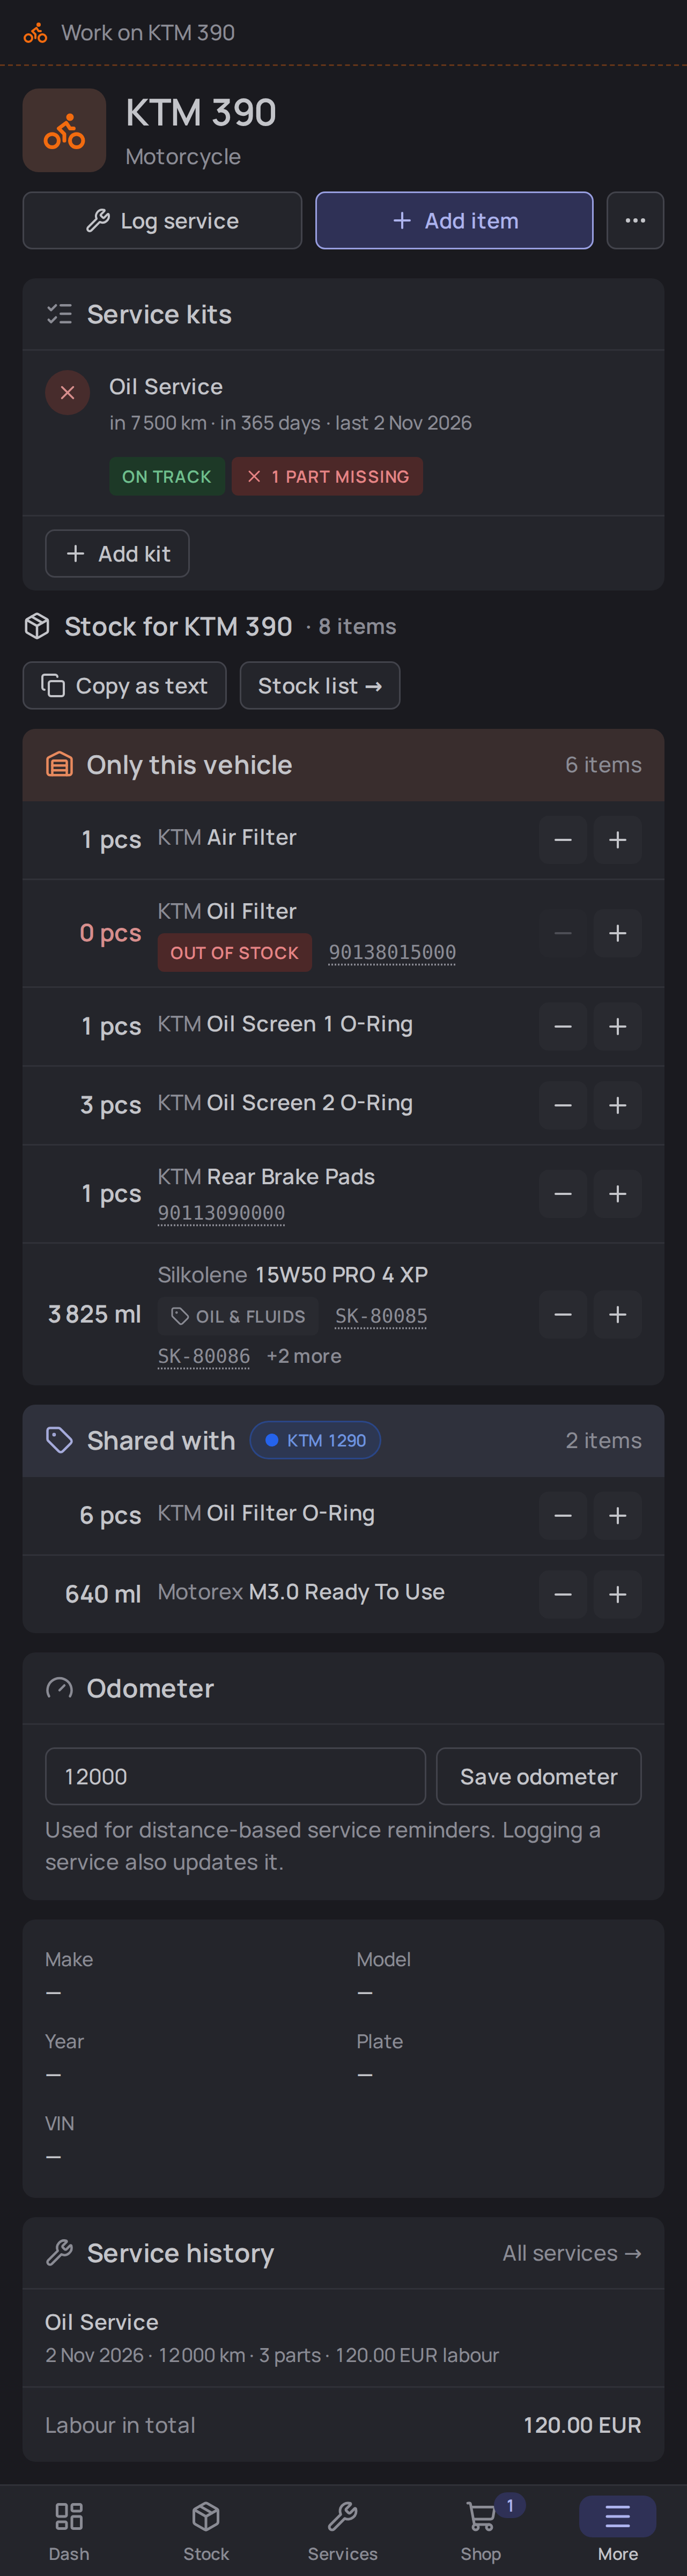 Work on KTM 390
KTM 390
Motorcycle
Log service
Add item
Service kits
Oil Service
in 7 500 km · in 365 days · last 2 Nov 2026
ON TRACK
1 PART MISSING
Add kit
Stock for KTM 390 · 8 items
Copy as text
Stock list →
Only this vehicle
6 items
1 pcs
KTM Air Filter
0 pcs
KTM Oil Filter
OUT OF STOCK
90138015000
1 pcs
KTM Oil Screen 1 O-Ring
3 pcs
KTM Oil Screen 2 O-Ring
1 pcs
KTM Rear Brake Pads
90113090000
3 825 ml
Silkolene 15W50 PRO 4 XP
OIL & FLUIDS
SK-80085
SK-80086
+2 more
Shared with
KTM 1290
2 items
6 pcs
KTM Oil Filter O-Ring
640 ml
Motorex M3.0 Ready To Use
Odometer
12000
Save odometer
Used for distance-based service reminders. Logging a
service also updates it.
Make
Model
—
—
Year
Plate
—
—
VIN
—
Service history
All services →
Oil Service
2 Nov 2026 · 12 000 km · 3 parts · 120.00 EUR labour
Labour in total
120.00 EUR
1
Dash
Stock
Services
Shop
More